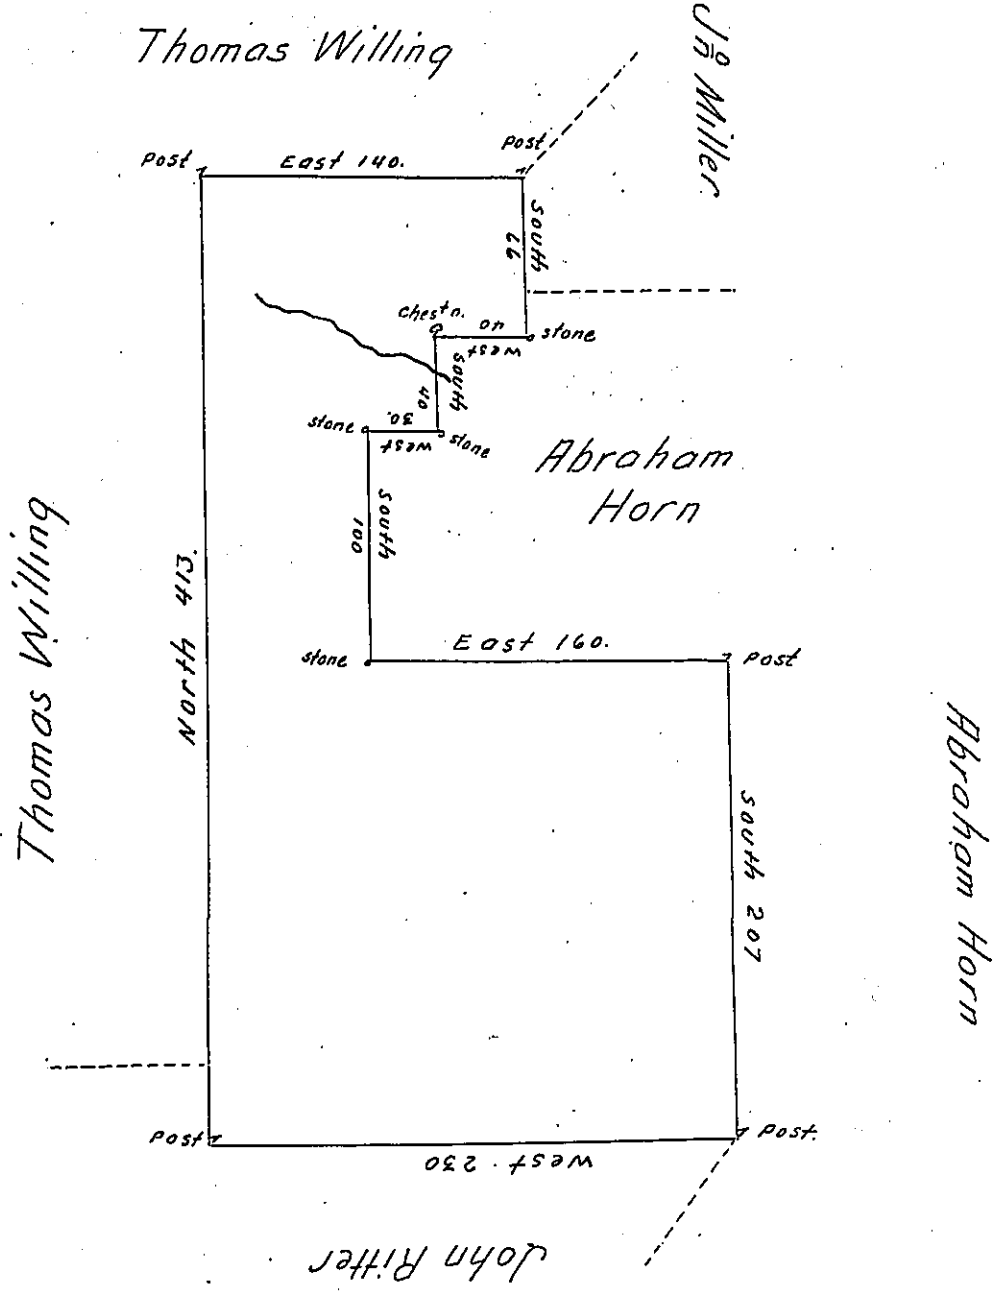 Thomas Willing
Jno Miller
Post
East 140.
Post
South
66
Chestn.
40
West
stone
South
40
stone
30.
West
stone
Abraham
Horn
South
100
Thomas Willing
North 413.
stone
East 160.
Post
Abraham Horn
South 207
Post
West 230
Post.
John Ritter